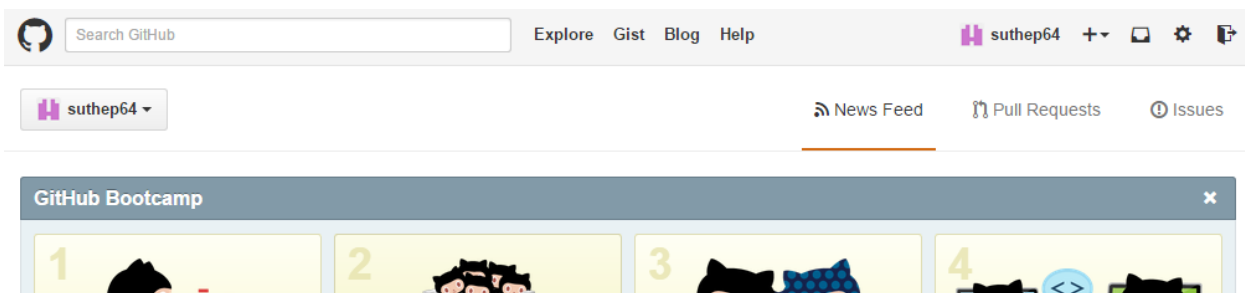 Search GitHub Explore Gist Blog Help suthep64
suthep64 News Feed Pull Requests Issues
GitHub Bootcamp
1 2 3 4
<>